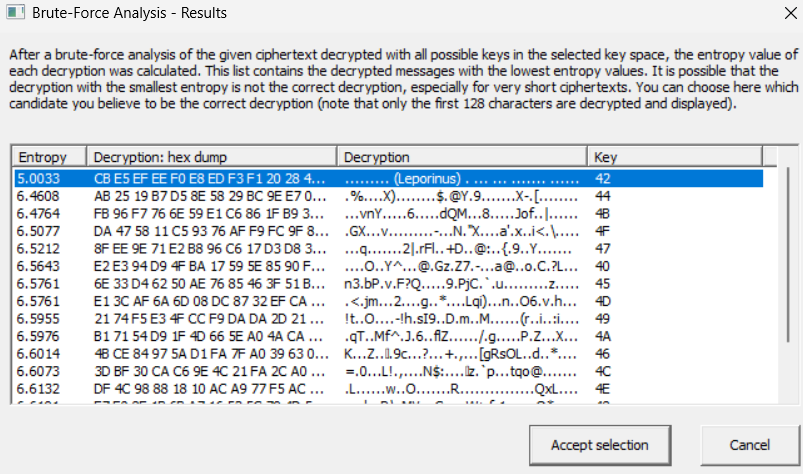 Brute-Force Analysis - Results
After a brute-force analysis of the given ciphertext decrypted with all possible keys in the selected key space, the entropy value of
each decryption was calculated. This list contains the decrypted messages with the lowest entropy values. It is possible that the
decryption with the smallest entropy is not the correct decryption, especially for very short ciphertexts. You can choose here which
candidate you believe to be the correct decryption (note that only the first 128 characters are decrypted and displayed).
Entropy Decryption: hex dump Decryption Key
5.0033 CB E5 EF EE F0 E8 ED F3 F1 20 28 4... ......... (Leporinus) . .... ... ....... ...... 42
6.4608 AB 25 19 B7 D5 8E 58 29 BC 9E E7 0... .%....X)........$.@Y.9.......X-.[........ 44
6.4764 FB 96 F7 76 6E 59 E1 C6 86 1F B9 3... ...vnY.....6.....dQM...8.....Jof..|...... 4B
6.5077 DA 47 58 11 C5 93 76 AF F9 FC 9F 8... .GX...v.........-...N."X....a'.x..i<.\..... 4F
6.5212 8F EE 9E 71 E2 B8 96 C6 17 D3 D8 3... ...q.......2|.rFl..+D..@:..{.9..Y....... 47
6.5643 E2 E3 94 D9 4F BA 17 59 5E 85 90 F... ....O..Y^...@.Gz.Z7.-...a@..o.C.?L... 40
6.5761 6E 33 D4 62 50 AE 76 85 46 3F 51 B... n3.bP.v.F?Q.....9.PjC.`.u.........z..... 45
6.5761 E1 3C AF 6A 6D 08 DC 87 32 EF CA ... .<.jm...2....g..*....Lqi)...n..O6.v.h... 4D
6.5955 21 74 F5 E3 4F CC F9 DA DA 2D 21 ... !t..O....-!h.sI9..D.m..M......(r..i..:i.... 49
6.5976 B1 71 54 D9 1F 4D 66 5E A0 4A CA ... .qT..Mf^.J.6..flZ......../.g.....P.Z...X... 4A
6.6014 4B CE 84 97 5A D1 FA 7F A0 39 63 0... 46
6.6073 3D BF 30 CA C6 9E 4C 21 FA 2C A0 ... 4C
6.6132 DF 4C 98 88 18 10 AC A9 77 F5 AC ... .L......w..O.......R...............QxL.... 4E
Accept selection Cancel